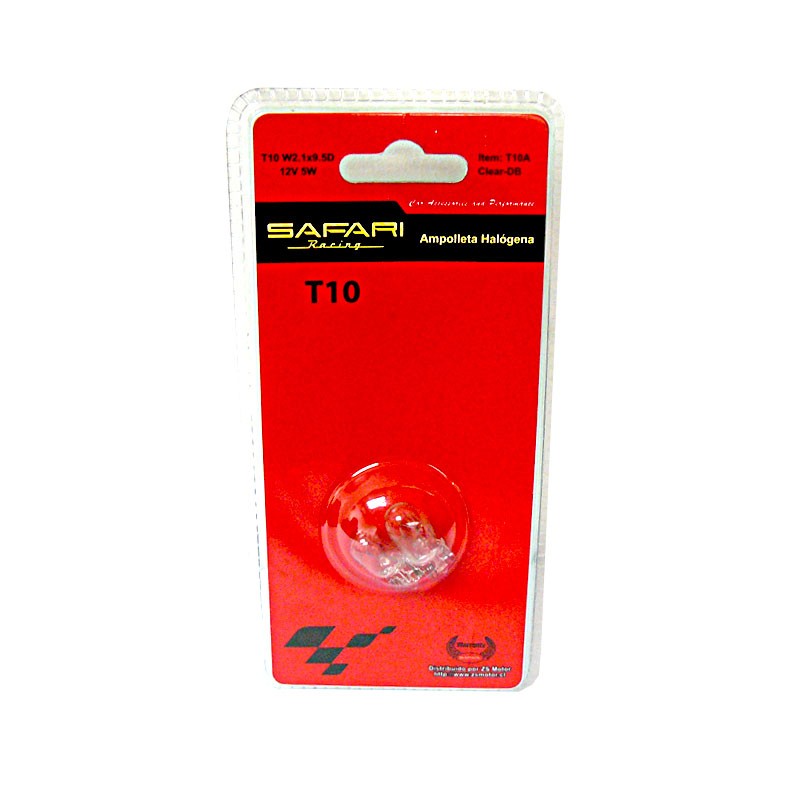 T10 W2.1x9.5D
12V 5W
Item: T10A
Clear-DB
Car Accessories and Performance
SAFARI
Racing
Ampolleta Halógena
T10
Distribuido por ZS Motor
http://www.zsmotor.cl